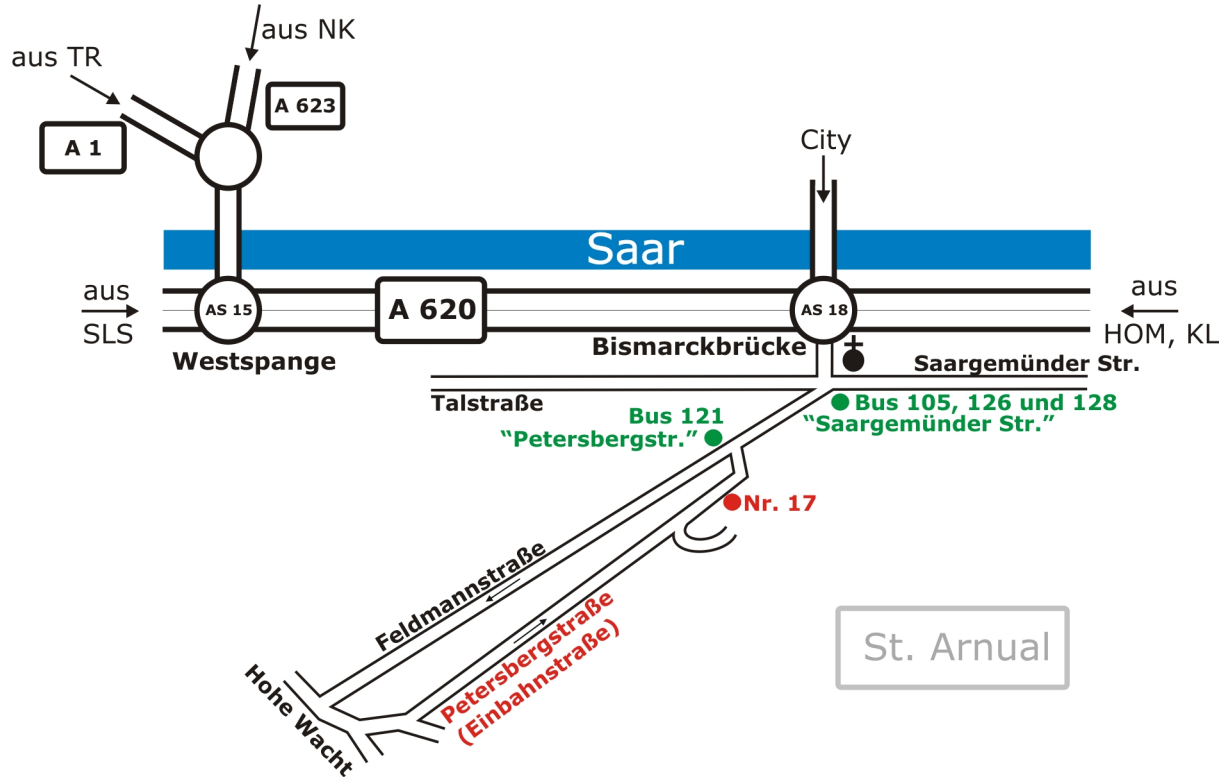 aus NK
aus TR
A 623
A 1
City
Saar
aus
SLS
AS 15
A 620
AS 18
aus
HOM, KL
Westspange
Bismarckbrücke
Saargemünder Str.
Talstraße
Bus 105, 126 und 128
“Saargemünder Str.”
Bus 121
“Petersbergstr.”
Nr. 17
Feldmannstraße
Petersbergstraße
(Einbahnstraße)
St. Arnual
Hohe Wacht